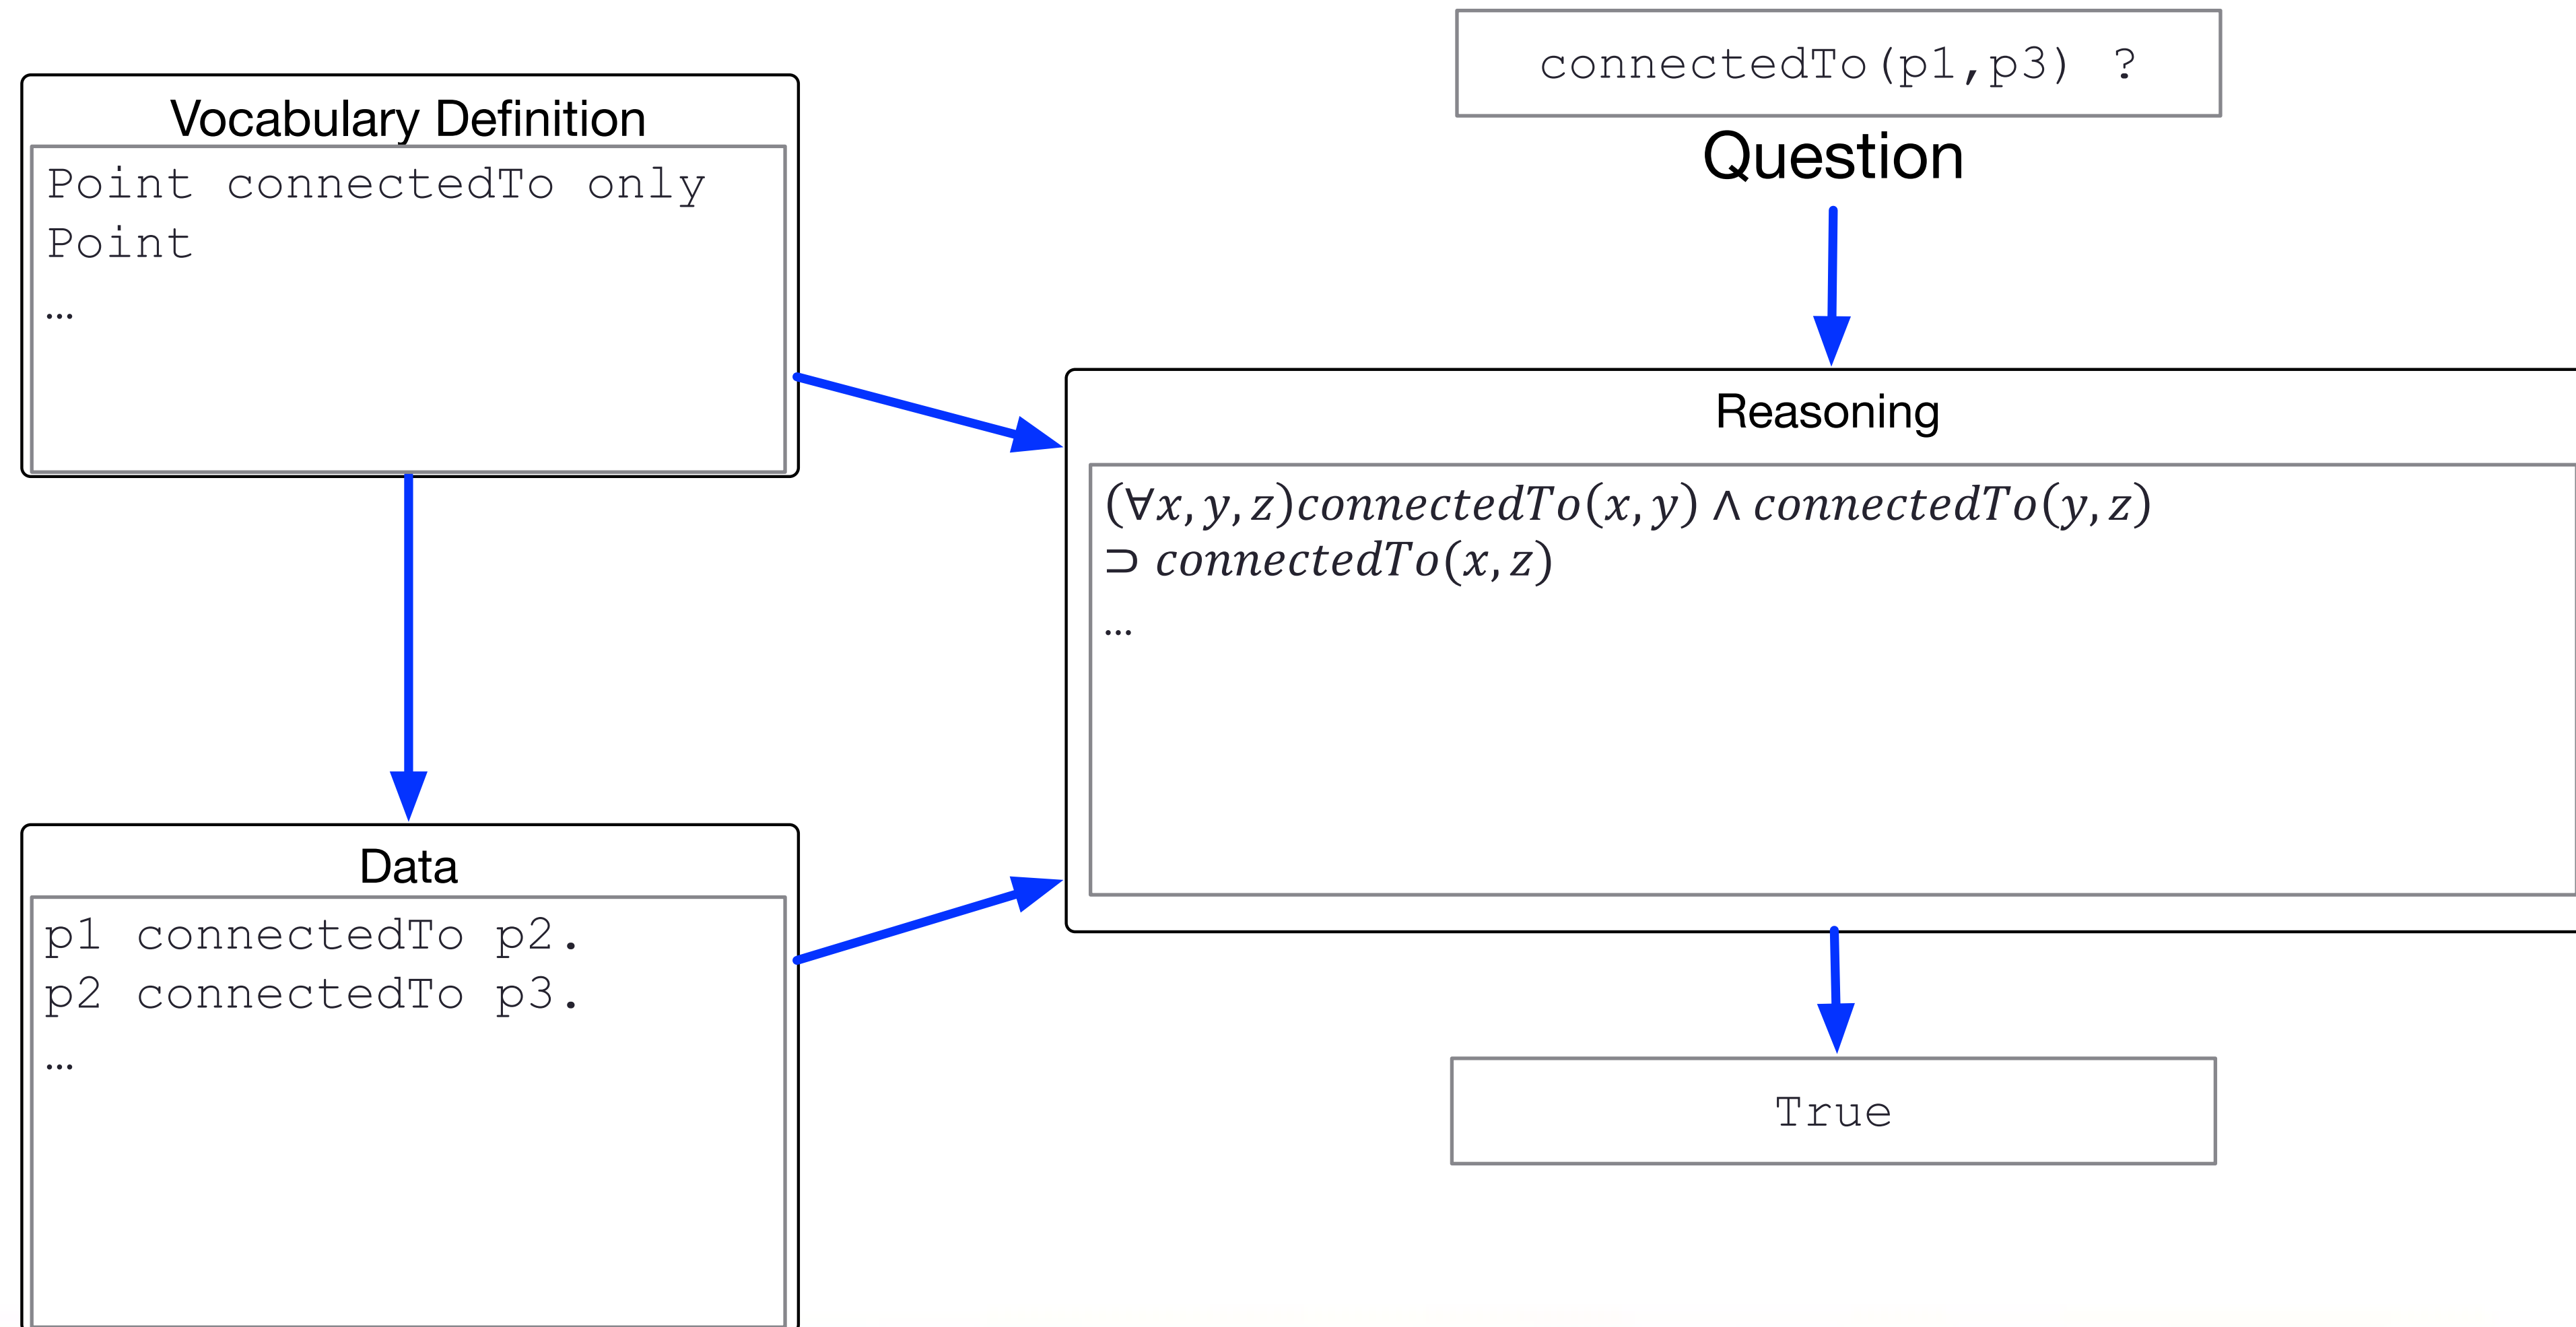 Vocabulary Definition
Point connectedTo only
Point
...
Data
p1 connectedTo p2.
p2 connectedTo p3.
...
connectedTo(p1,p3) ?
Question
Reasoning
(∀x, y, z)connectedTo(x, y) ∧ connectedTo(y, z)
⊃ connectedTo(x, z)
...
True